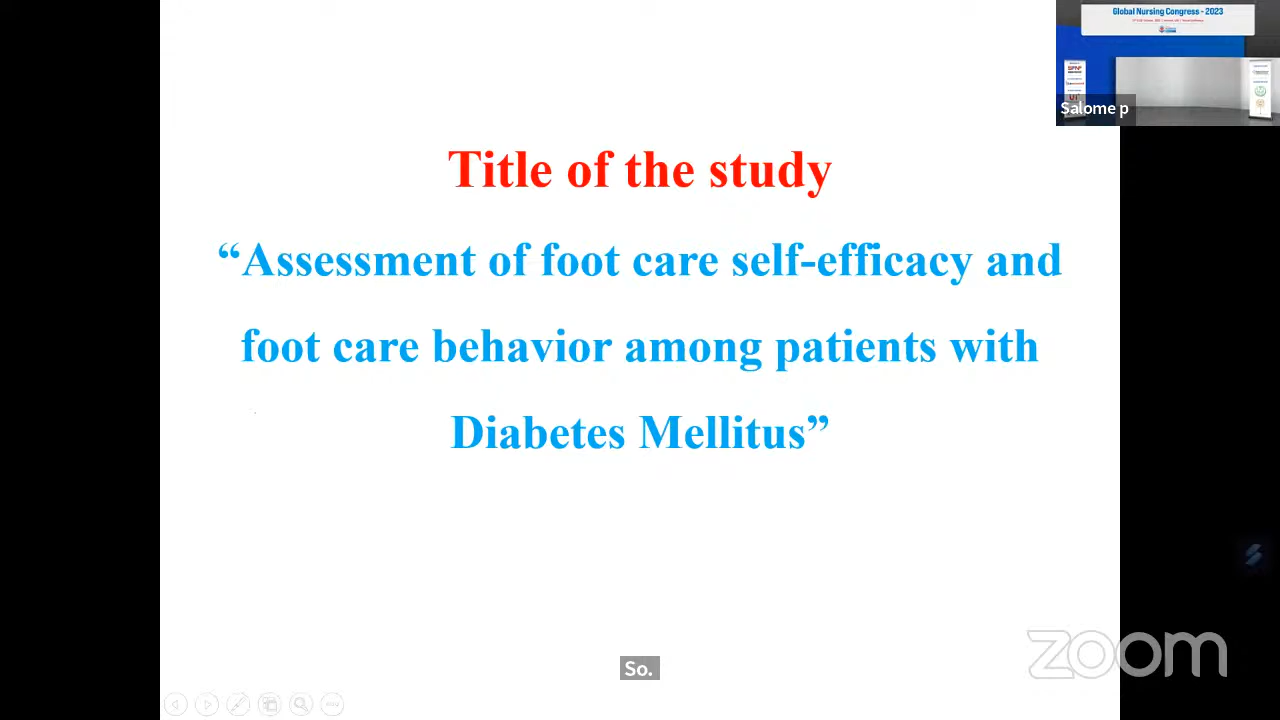 Global Nursing Congress - 2023
Salome p
Title of the study
“Assessment of foot care self-efficacy and
foot care behavior among patients with
Diabetes Mellitus”
So.
zoom